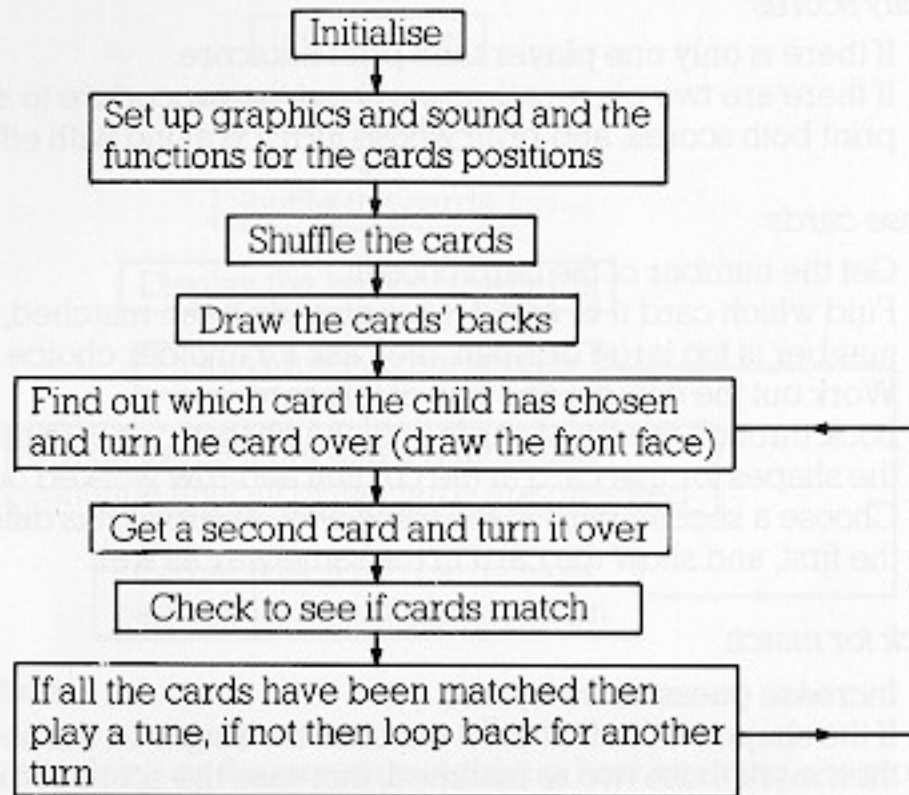 Initialise
Set up graphics and sound and the
functions for the cards positions
Shuffle the cards
Draw the cards' backs
Find out which card the child has chosen
and turn the card over (draw the front face)
Get a second card and turn it over
Check to see if cards match
If all the cards have been matched then
play a tune, if not then loop back for another
turn